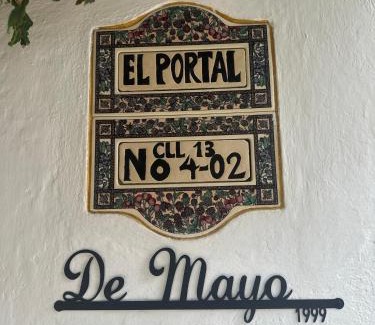 EL PORTAL
CLL 13
No 4-02
De Mayo
1999